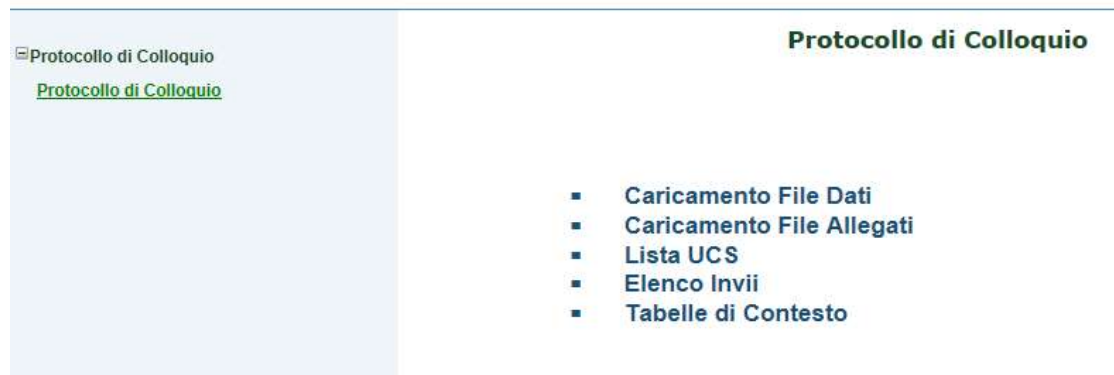 Protocollo di Colloquio
Protocollo di Colloquio
Protocollo di Colloquio
Caricamento File Dati
Caricamento File Allegati
Lista UCS
Elenco Invii
Tabelle di Contesto